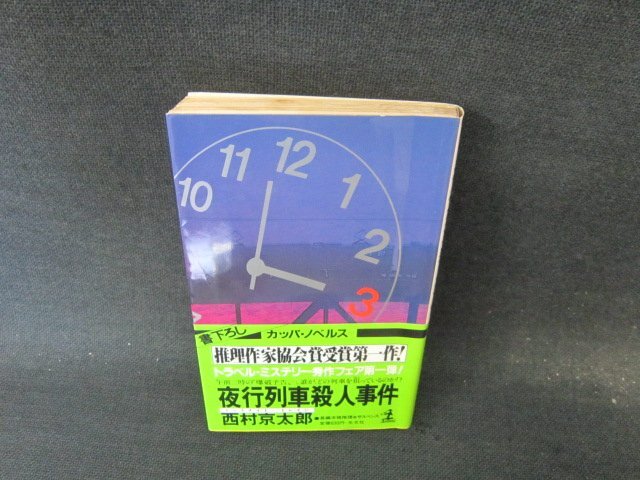 12
11
1
10
2
3
書下ろし
カッパ・ノベルス
推理作家協会賞受賞第一作!
トラベル・ミステリー秀作フェア第一弾!
夜行列車殺人事件
西村京太郎